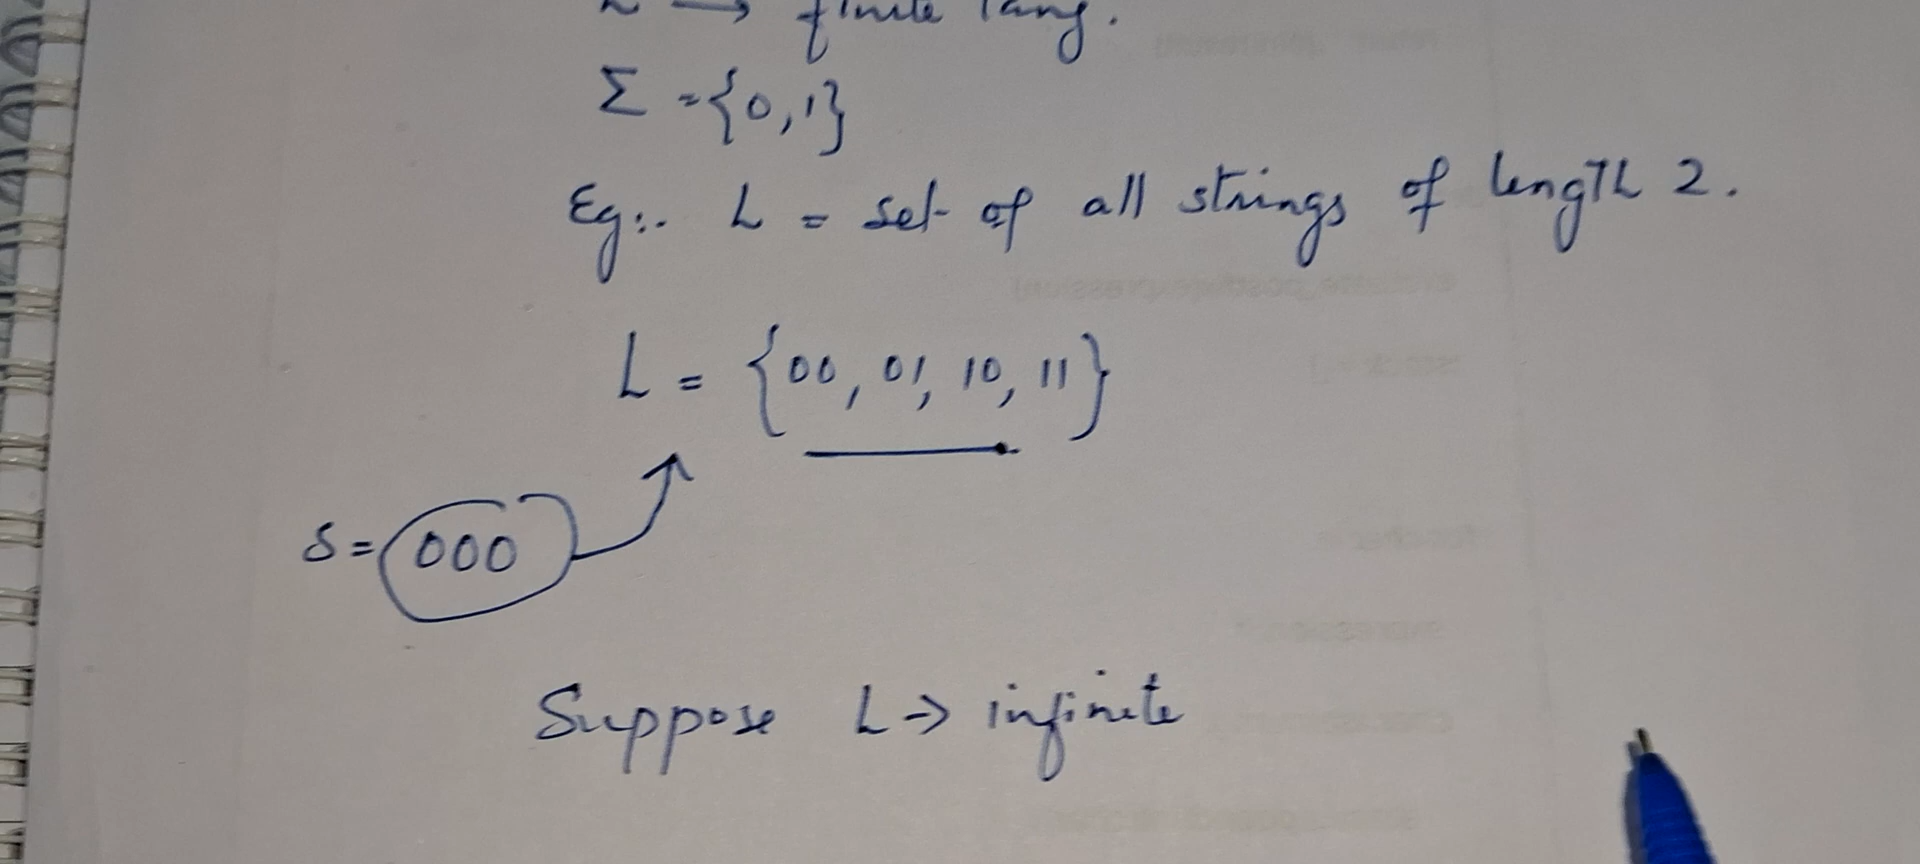 L → finite lang.
Σ = {0,1}
Eg:. L = set of all strings of length 2.
L = {00, 01, 10, 11}
S = 000
Suppose L → infinite